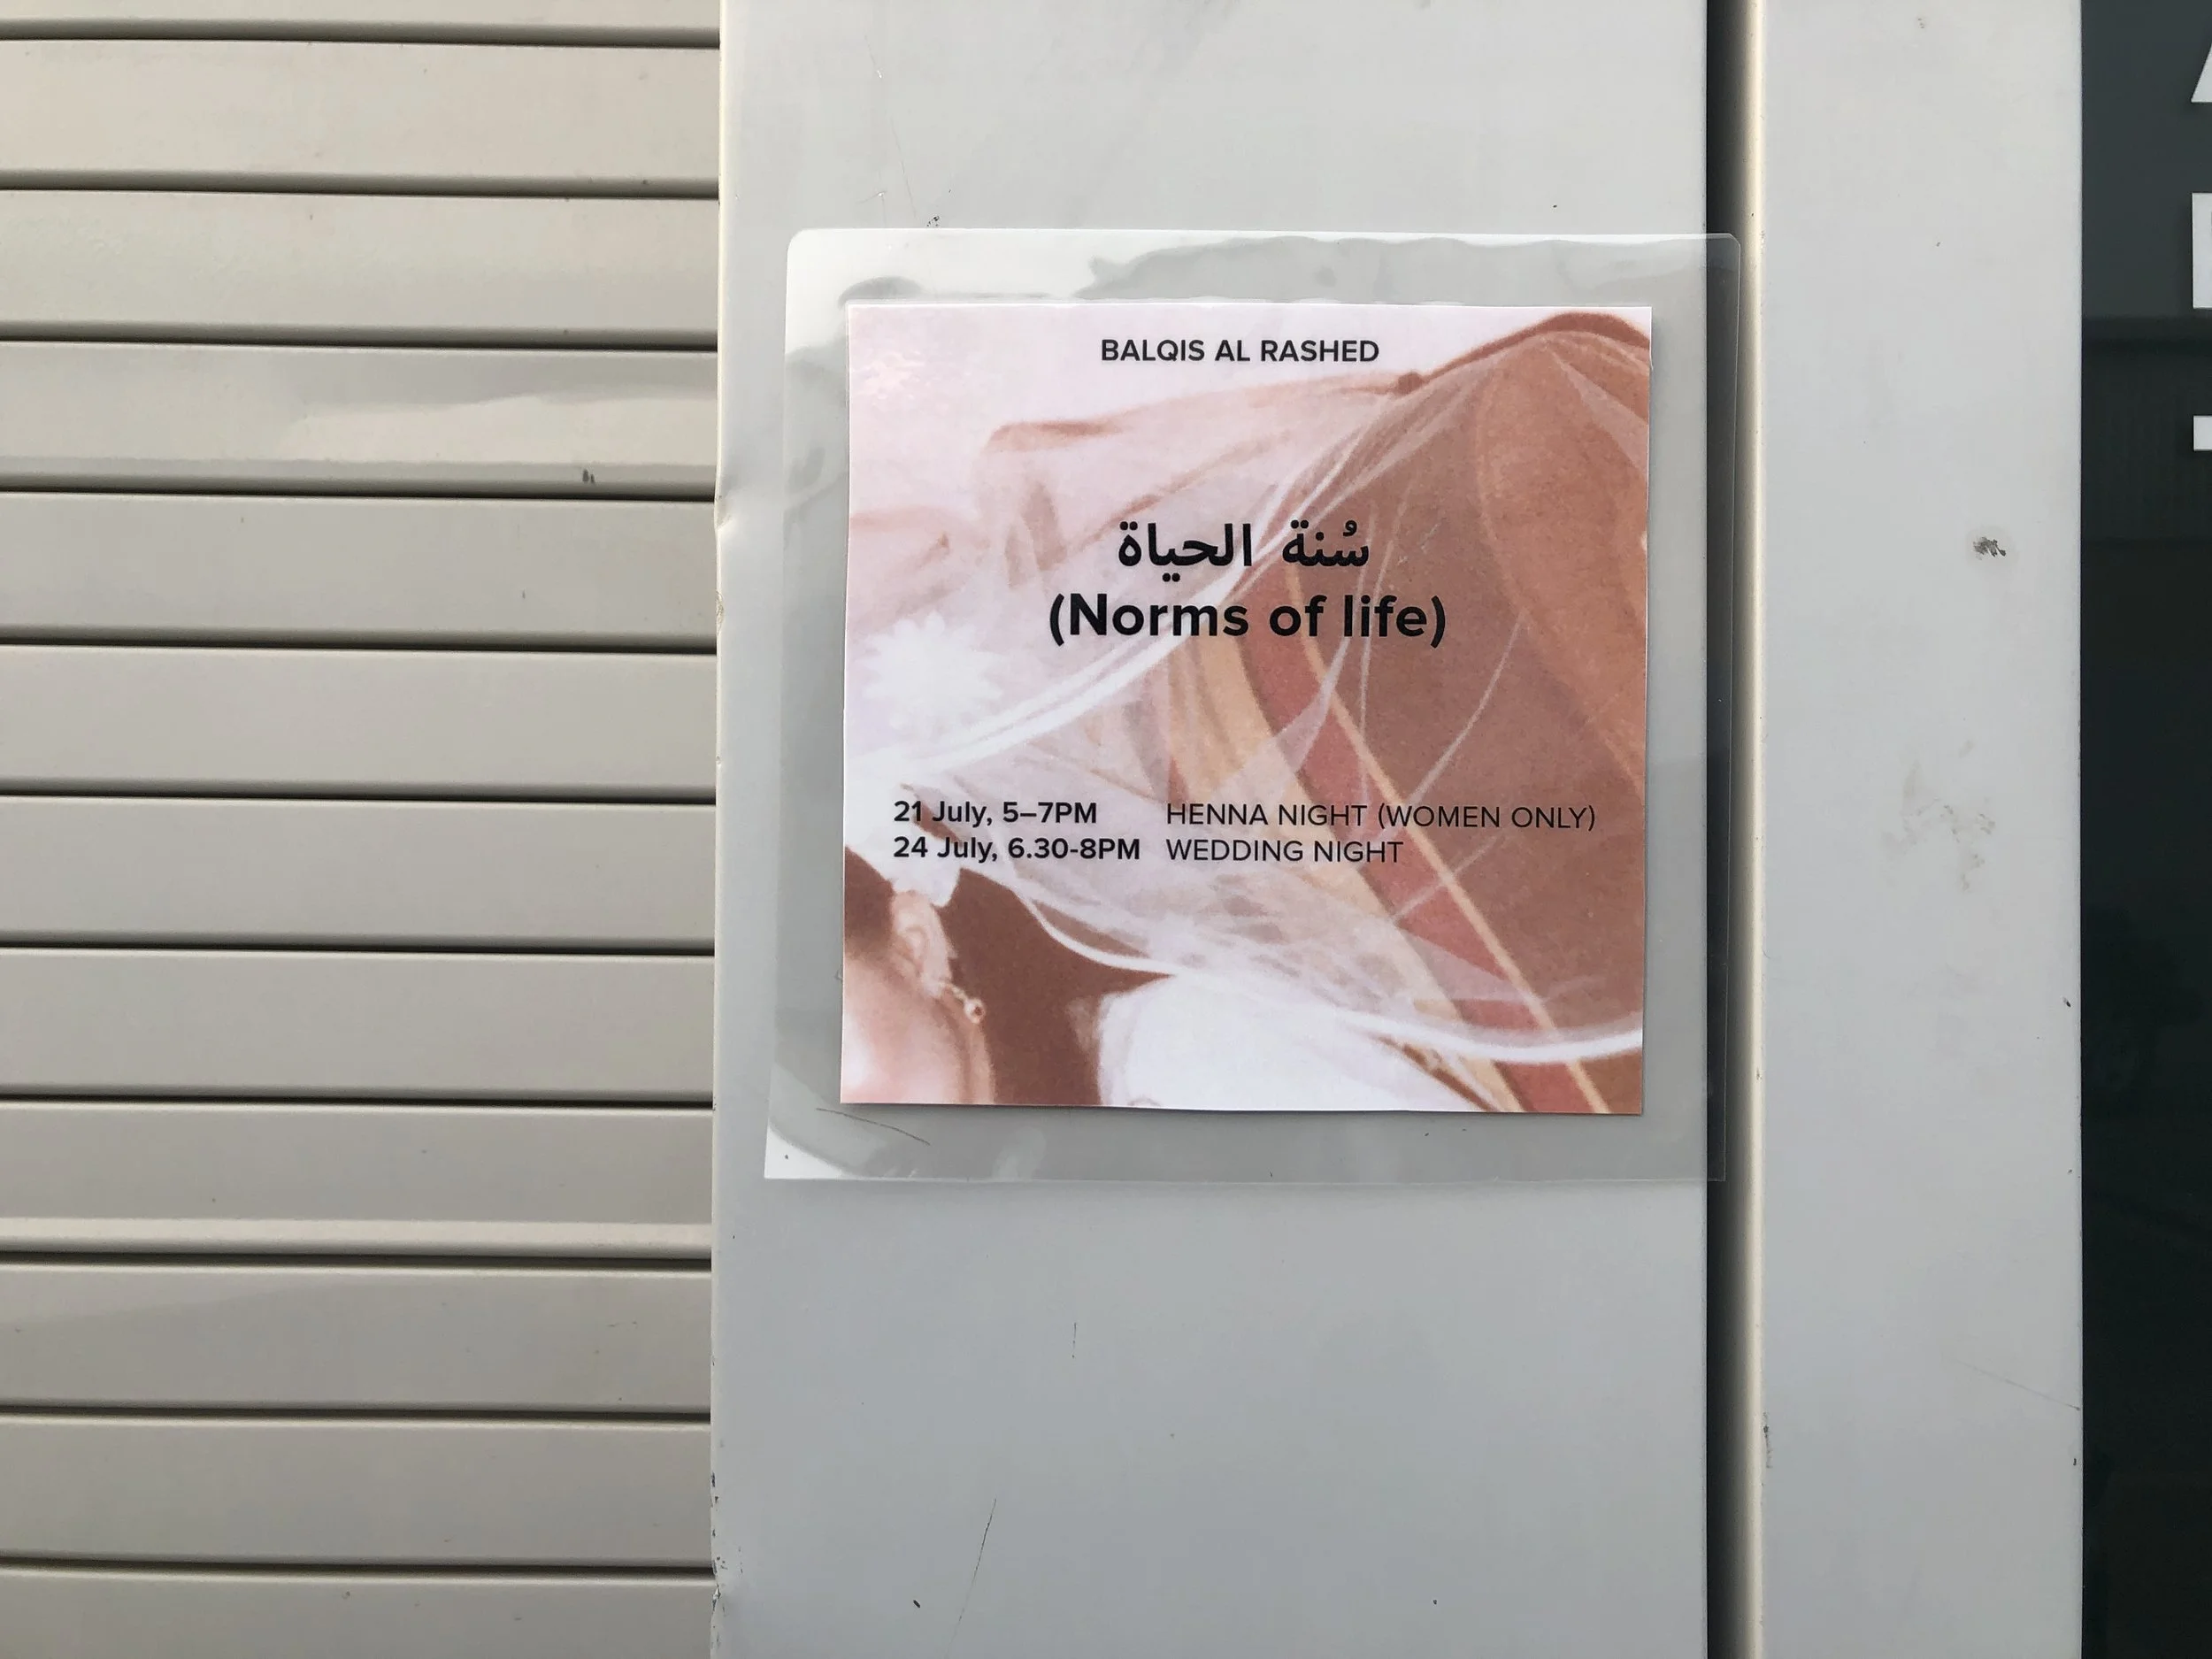 BALQIS AL RASHED
سُنة الحياة
(Norms of life)
21 July, 5–7PM HENNA NIGHT (WOMEN ONLY)
24 July, 6.30-8PM WEDDING NIGHT